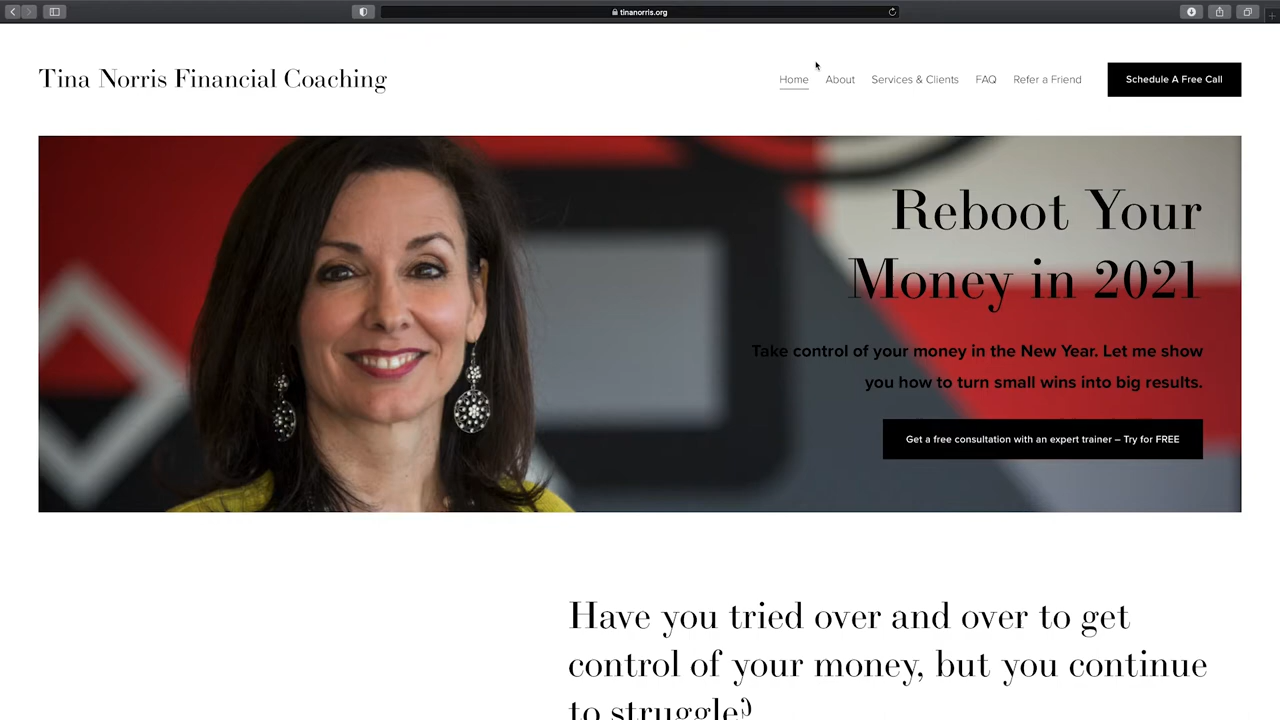 tinanorris.org
Tina Norris Financial Coaching
Home About Services & Clients FAQ Refer a Friend Schedule A Free Call
Reboot Your
Money in 2021
Take control of your money in the New Year. Let me show
you how to turn small wins into big results.
Get a free consultation with an expert trainer – Try for FREE
Have you tried over and over to get
control of your money, but you continue
to struggle?